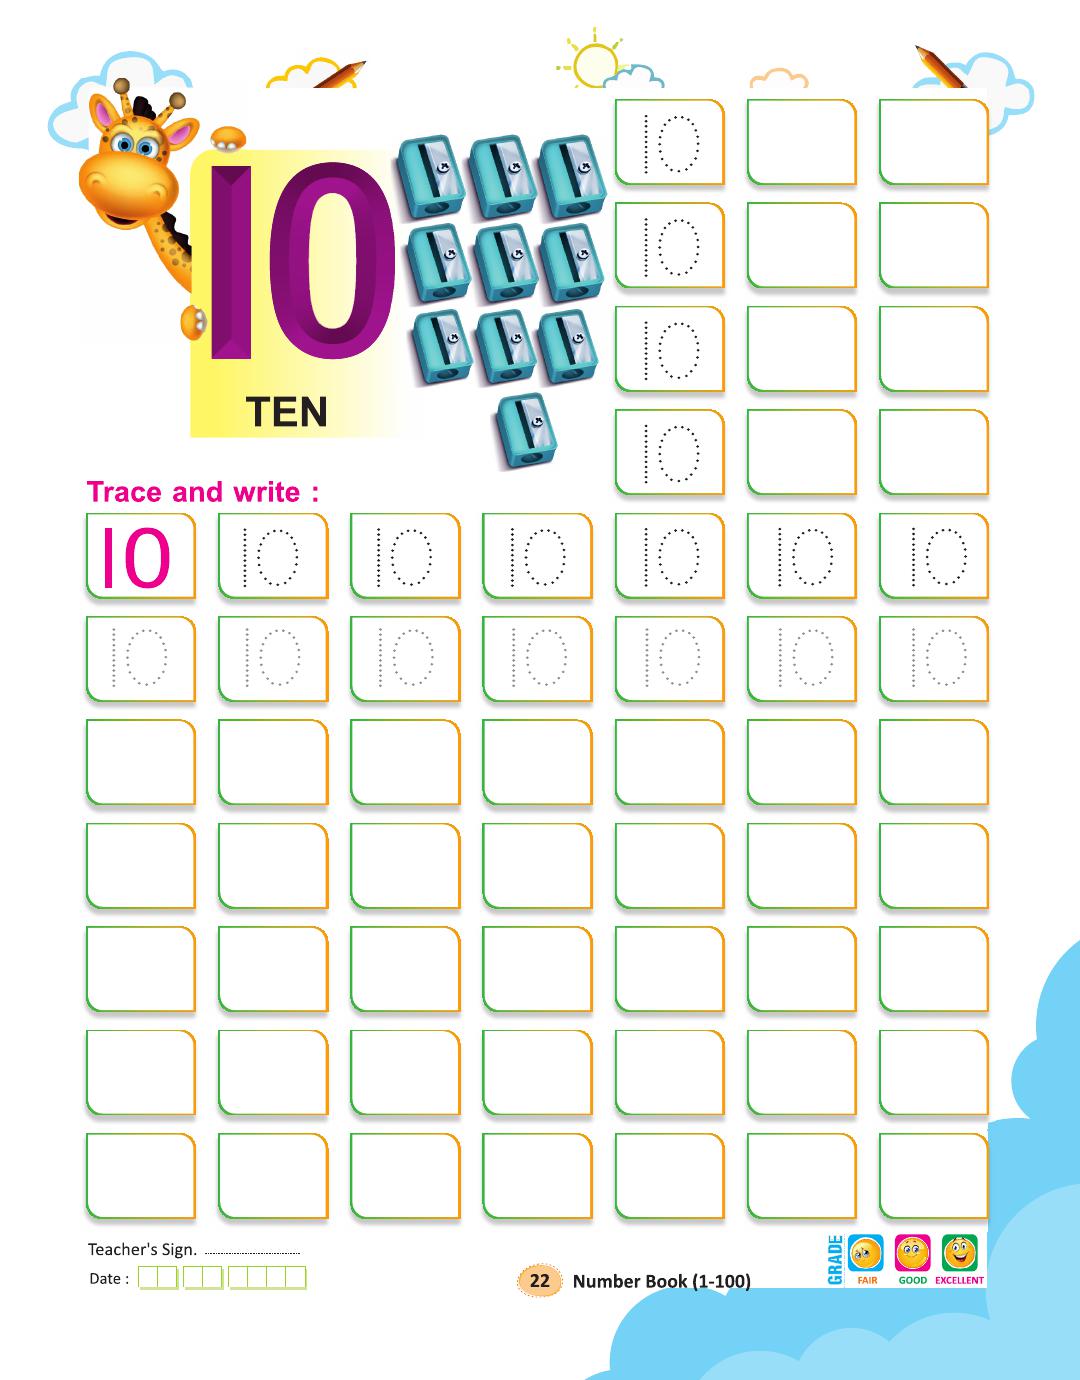 10
TEN
10
10
10
10
Trace and write :
10 10 10 10 10 10 10
10 10 10 10 10 10 10
Teacher's Sign. ........................
Date :
22 Number Book (1-100)
GRADE
FAIR GOOD EXCELLENT